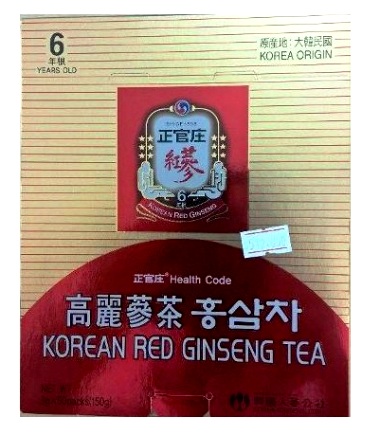 6
年根
YEARS OLD
原産地 : 大韓民國
KOREA ORIGIN
正官庄
紅蔘
6
KOREAN RED GINSENG
正官庄® Health Code
高麗蔘茶 홍삼차
KOREAN RED GINSENG TEA
(150g)